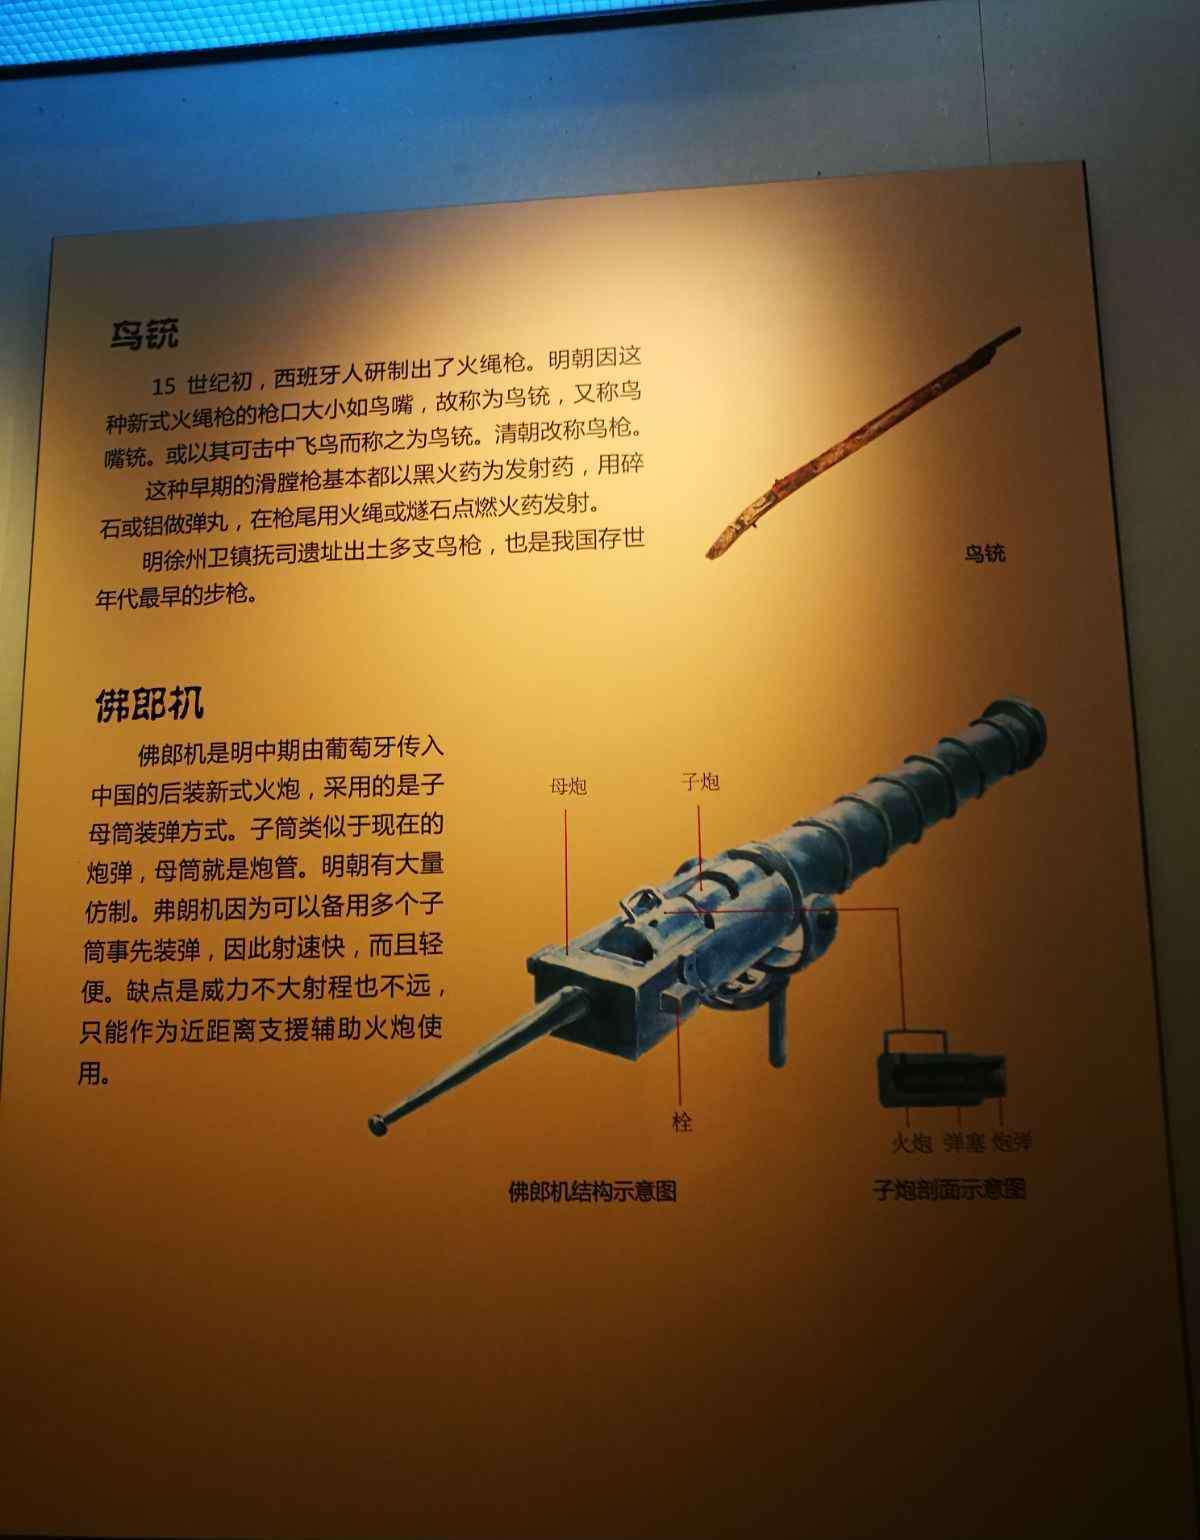 鸟铳
15 世纪初，西班牙人研制出了火绳枪。明朝因这
种新式火绳枪的枪口大小如鸟嘴，故称为鸟铳，又称鸟
嘴铳。或以其可击中飞鸟而称之为鸟铳。清朝改称鸟枪。
这种早期的滑膛枪基本都以黑火药为发射药，用碎
石或铝做弹丸，在枪尾用火绳或燧石点燃火药发射。
明徐州卫镇抚司遗址出土多支鸟枪，也是我国存世
年代最早的步枪。
鸟铳
佛郎机
佛郎机是明中期由葡萄牙传入
中国的后装新式火炮，采用的是子
母筒装弹方式。子筒类似于现在的
炮弹，母筒就是炮管。明朝有大量
仿制。弗朗机因为可以备用多个子
筒事先装弹，因此射速快，而且轻
便。缺点是威力不大射程也不远，
只能作为近距离支援辅助火炮使
用。
母炮
子炮
栓
火炮 弹塞 炮弹
佛郎机结构示意图
子炮剖面示意图